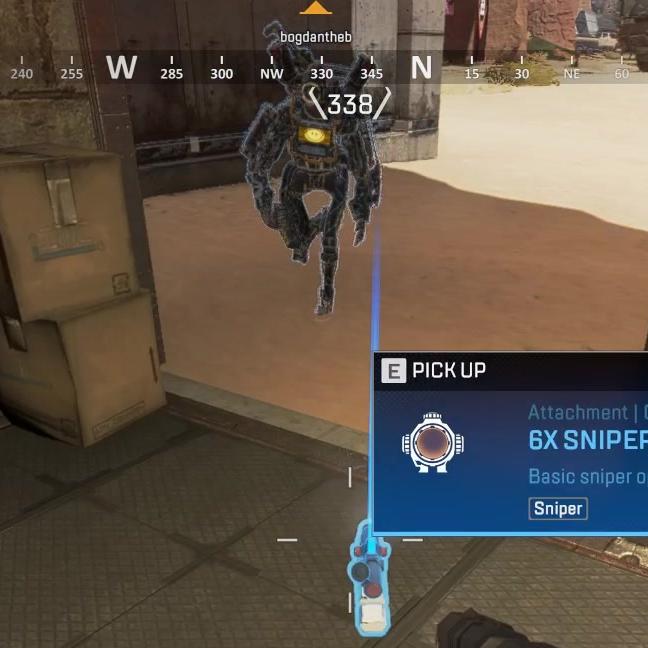 bogdantheb
240 255 W 285 300 NW 330 345 N 15 30 NE 60
338
E PICK UP
Attachment |
6X SNIPER
Basic sniper
Sniper